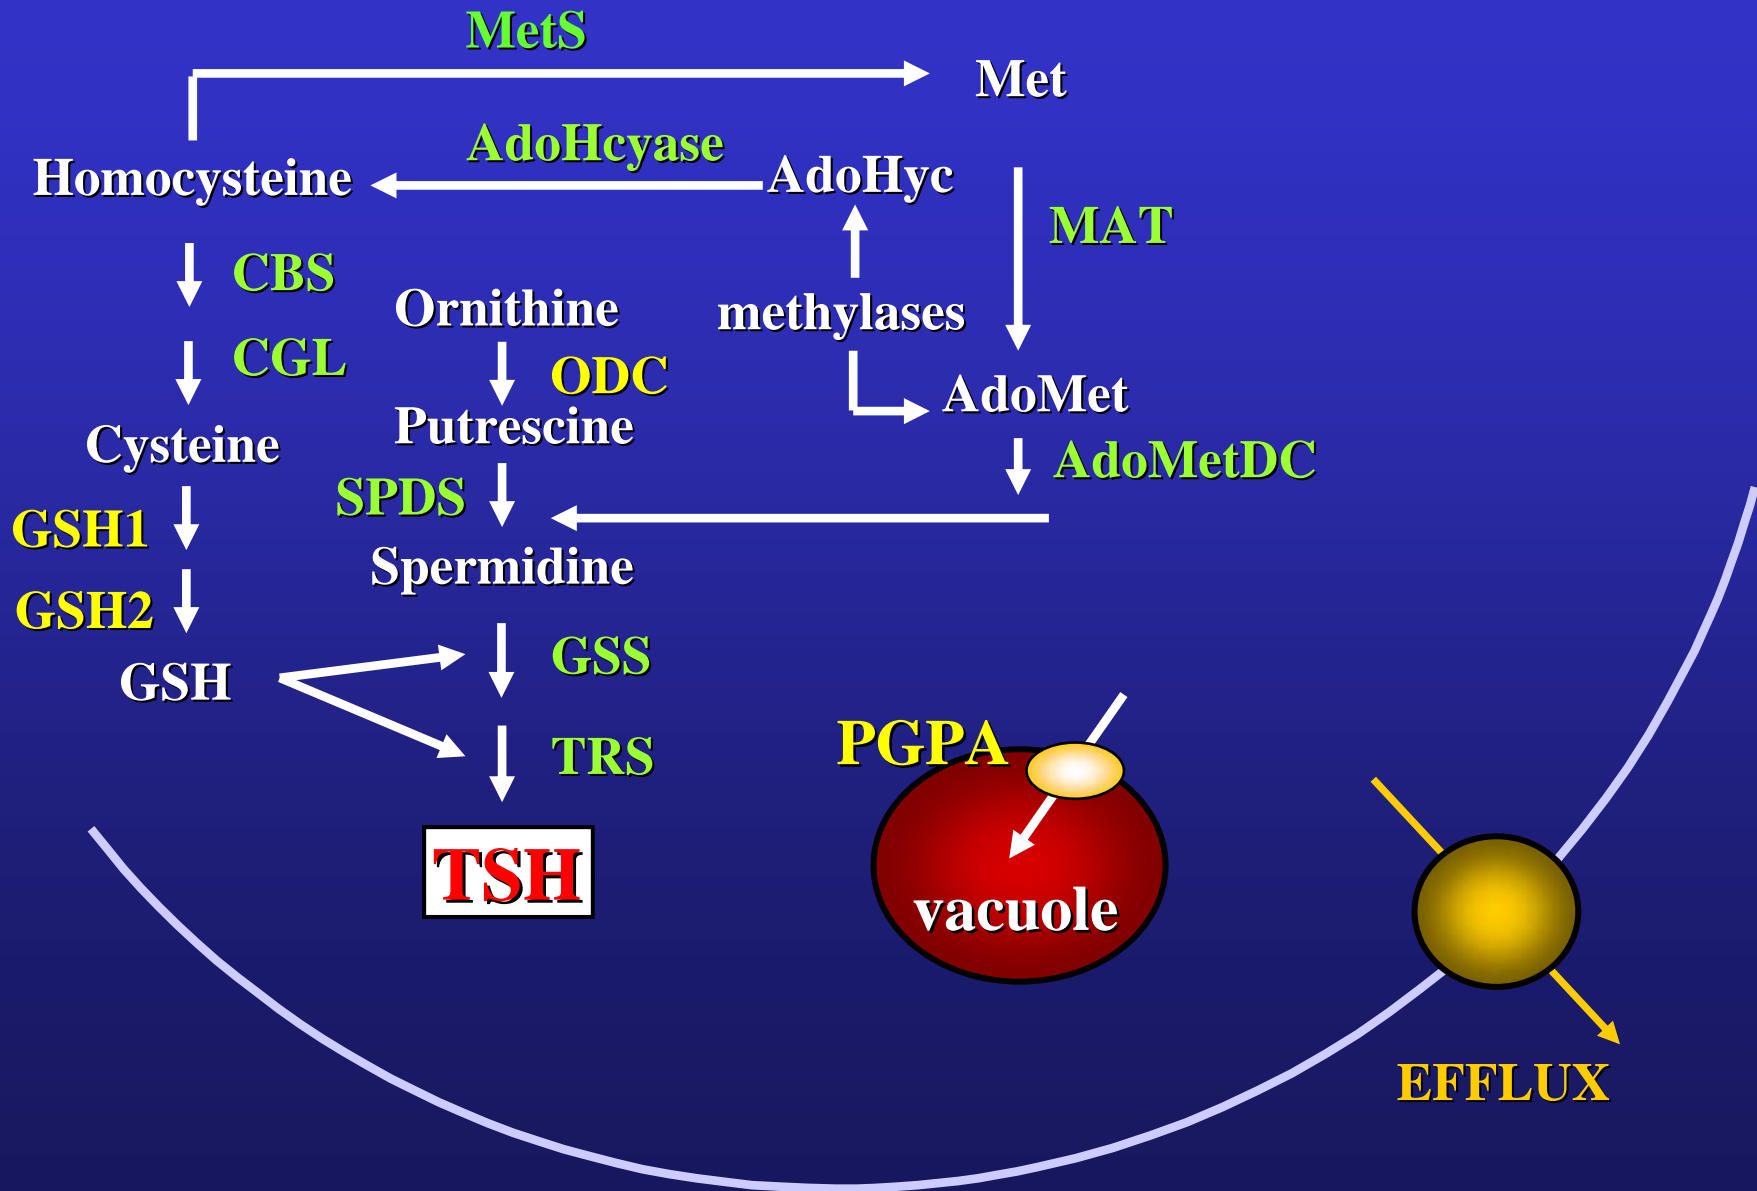 MetS
Met
AdoHcyase
Homocysteine
AdoHyc
MAT
CBS
Ornithine
methylases
CGL
ODC
AdoMet
Cysteine
Putrescine
AdoMetDC
SPDS
GSH1
Spermidine
GSH2
GSS
GSH
PGPA
TRS
TSH
vacuole
EFFLUX